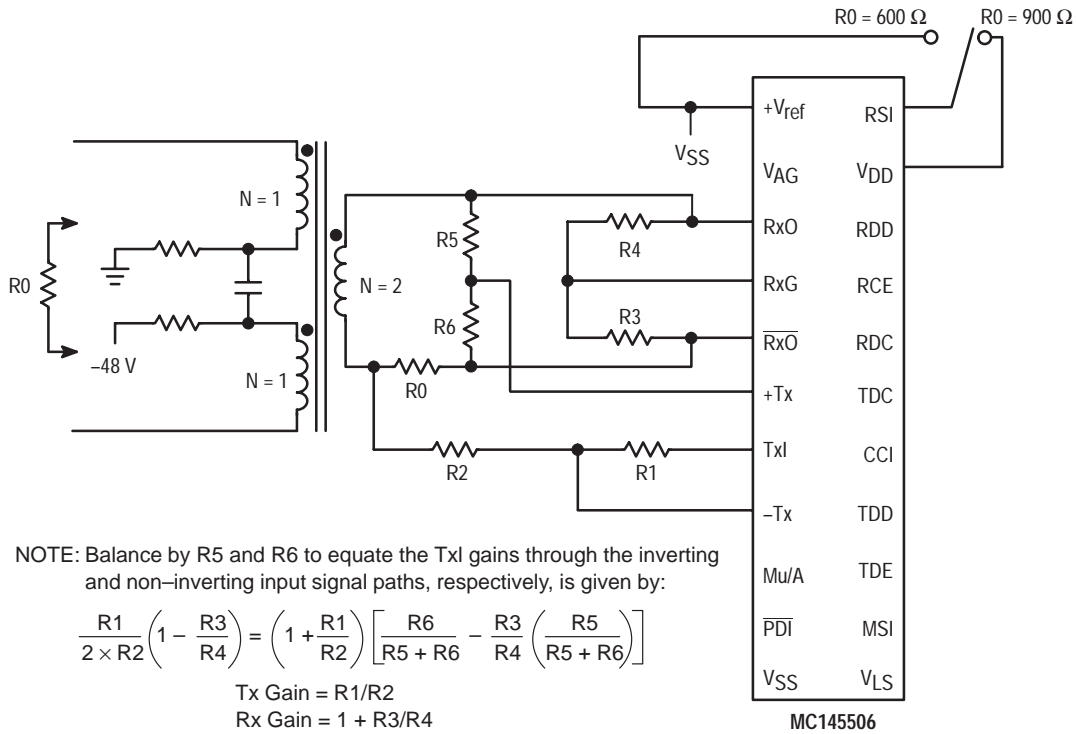 R0 = 600 Ω R0 = 900 Ω
+Vref RSI
VSS
VAG VDD
N = 1
RxO RDD
R5 R4
R0 N = 2 RxG RCE
R6 R3
RxO RDC
–48 V
N = 1 R0 +Tx TDC
TxI CCI
R2 R1
–Tx TDD
NOTE: Balance by R5 and R6 to equate the TxI gains through the inverting
and non–inverting input signal paths, respectively, is given by:
Mu/A TDE
R1/(2 × R2) (1 – R3/R4) = (1 + R1/R2) [R6/(R5 + R6) – R3/R4 (R5/(R5 + R6))]
PDI MSI
Tx Gain = R1/R2
Rx Gain = 1 + R3/R4
VSS VLS
MC145506